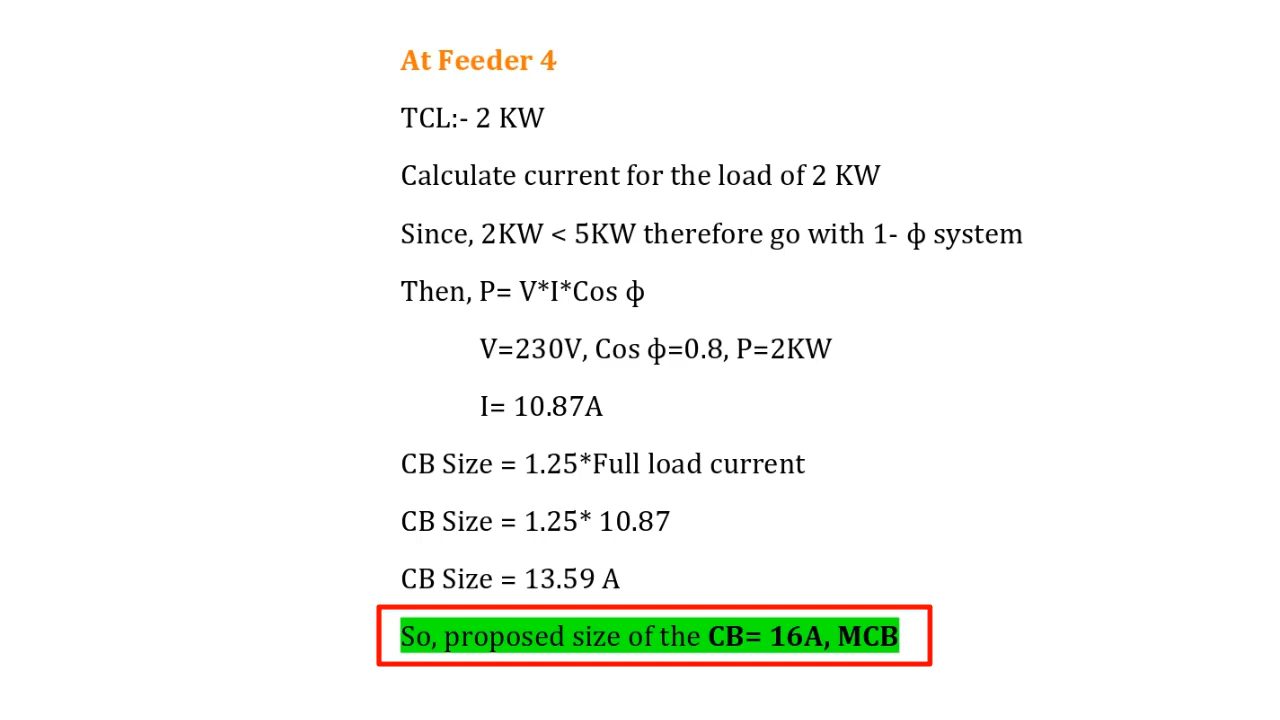 At Feeder 4
TCL:- 2 KW
Calculate current for the load of 2 KW
Since, 2KW < 5KW therefore go with 1- ф system
Then, P= V*I*Cos ф
V=230V, Cos ф=0.8, P=2KW
I= 10.87A
CB Size = 1.25*Full load current
CB Size = 1.25* 10.87
CB Size = 13.59 A
So, proposed size of the CB= 16A, MCB